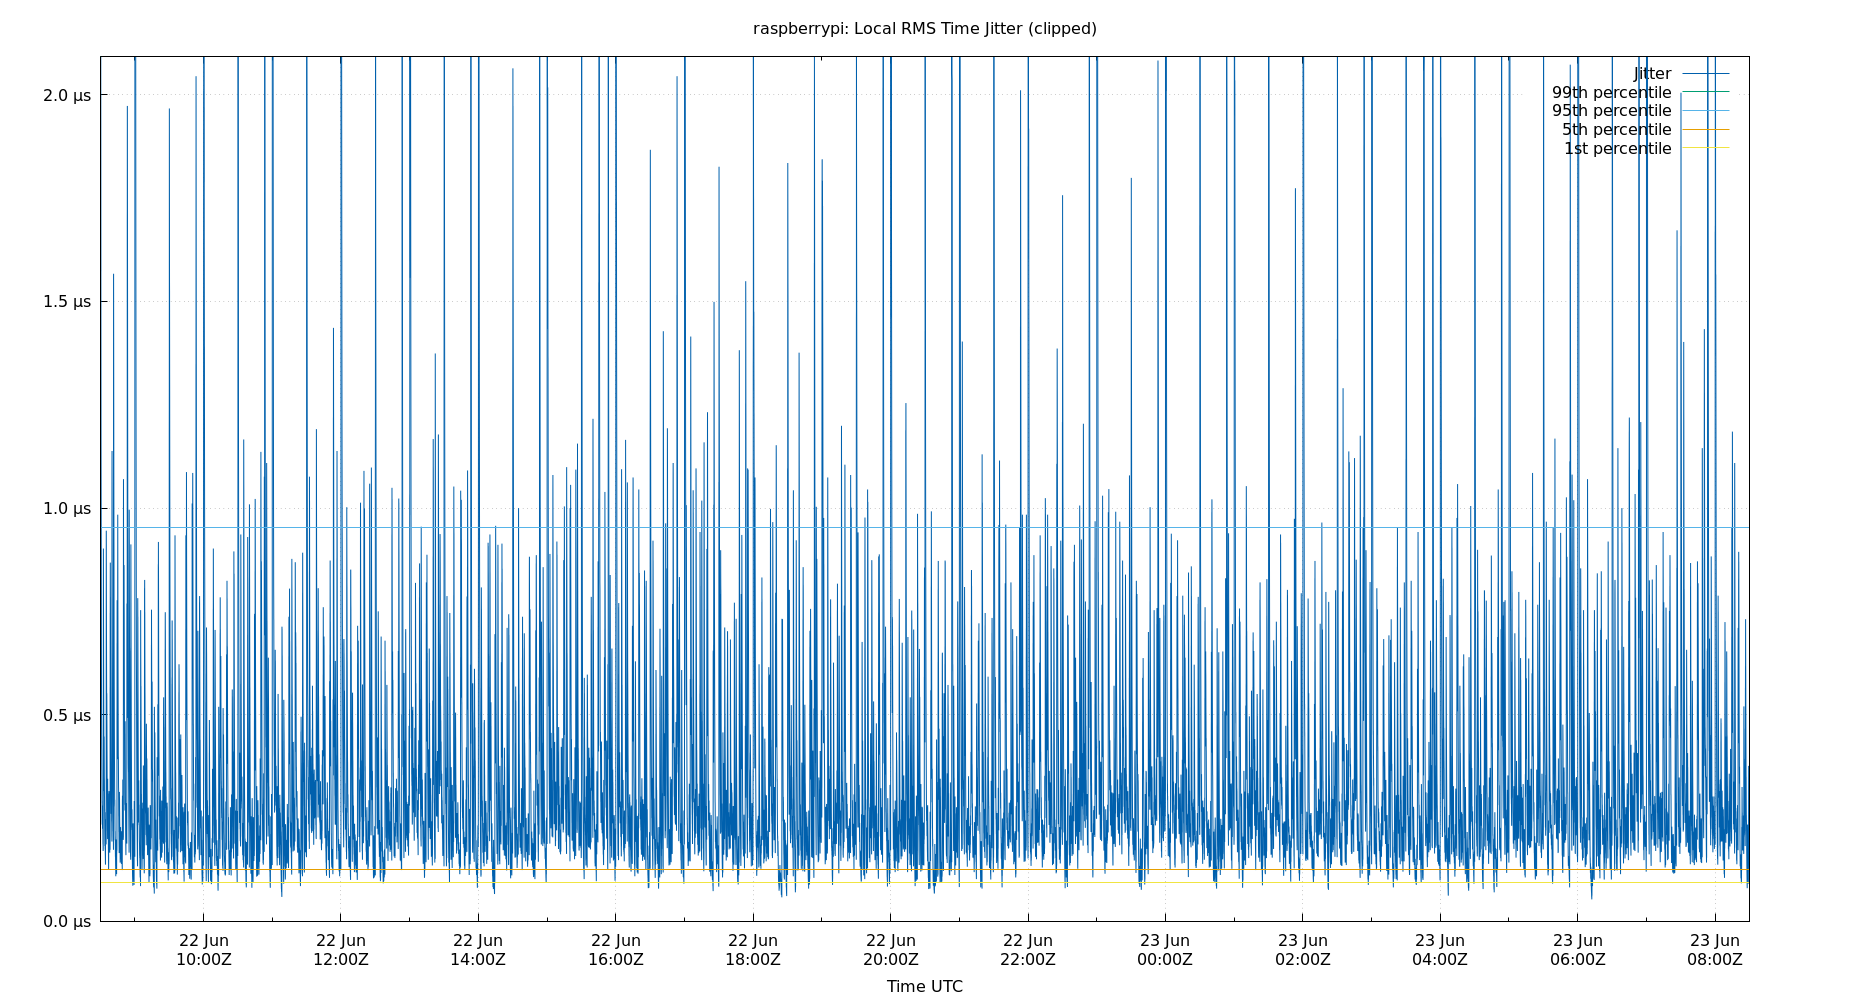 raspberrypi: Local RMS Time Jitter (clipped)
Jitter
99th percentile
95th percentile
5th percentile
1st percentile
2.0 µs
1.5 µs
1.0 µs
0.5 µs
0.0 µs
22 Jun 22 Jun 22 Jun 22 Jun 22 Jun 22 Jun 22 Jun 23 Jun 23 Jun 23 Jun 23 Jun 23 Jun
10:00Z 12:00Z 14:00Z 16:00Z 18:00Z 20:00Z 22:00Z 00:00Z 02:00Z 04:00Z 06:00Z 08:00Z
Time UTC